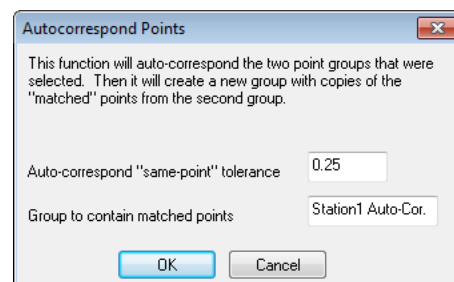 Autocorrespond Points
This function will auto-correspond the two point groups that were
selected. Then it will create a new group with copies of the
"matched" points from the second group.
Auto-correspond "same-point" tolerance
0.25
Group to contain matched points
Station1 Auto-Cor.
OK
Cancel